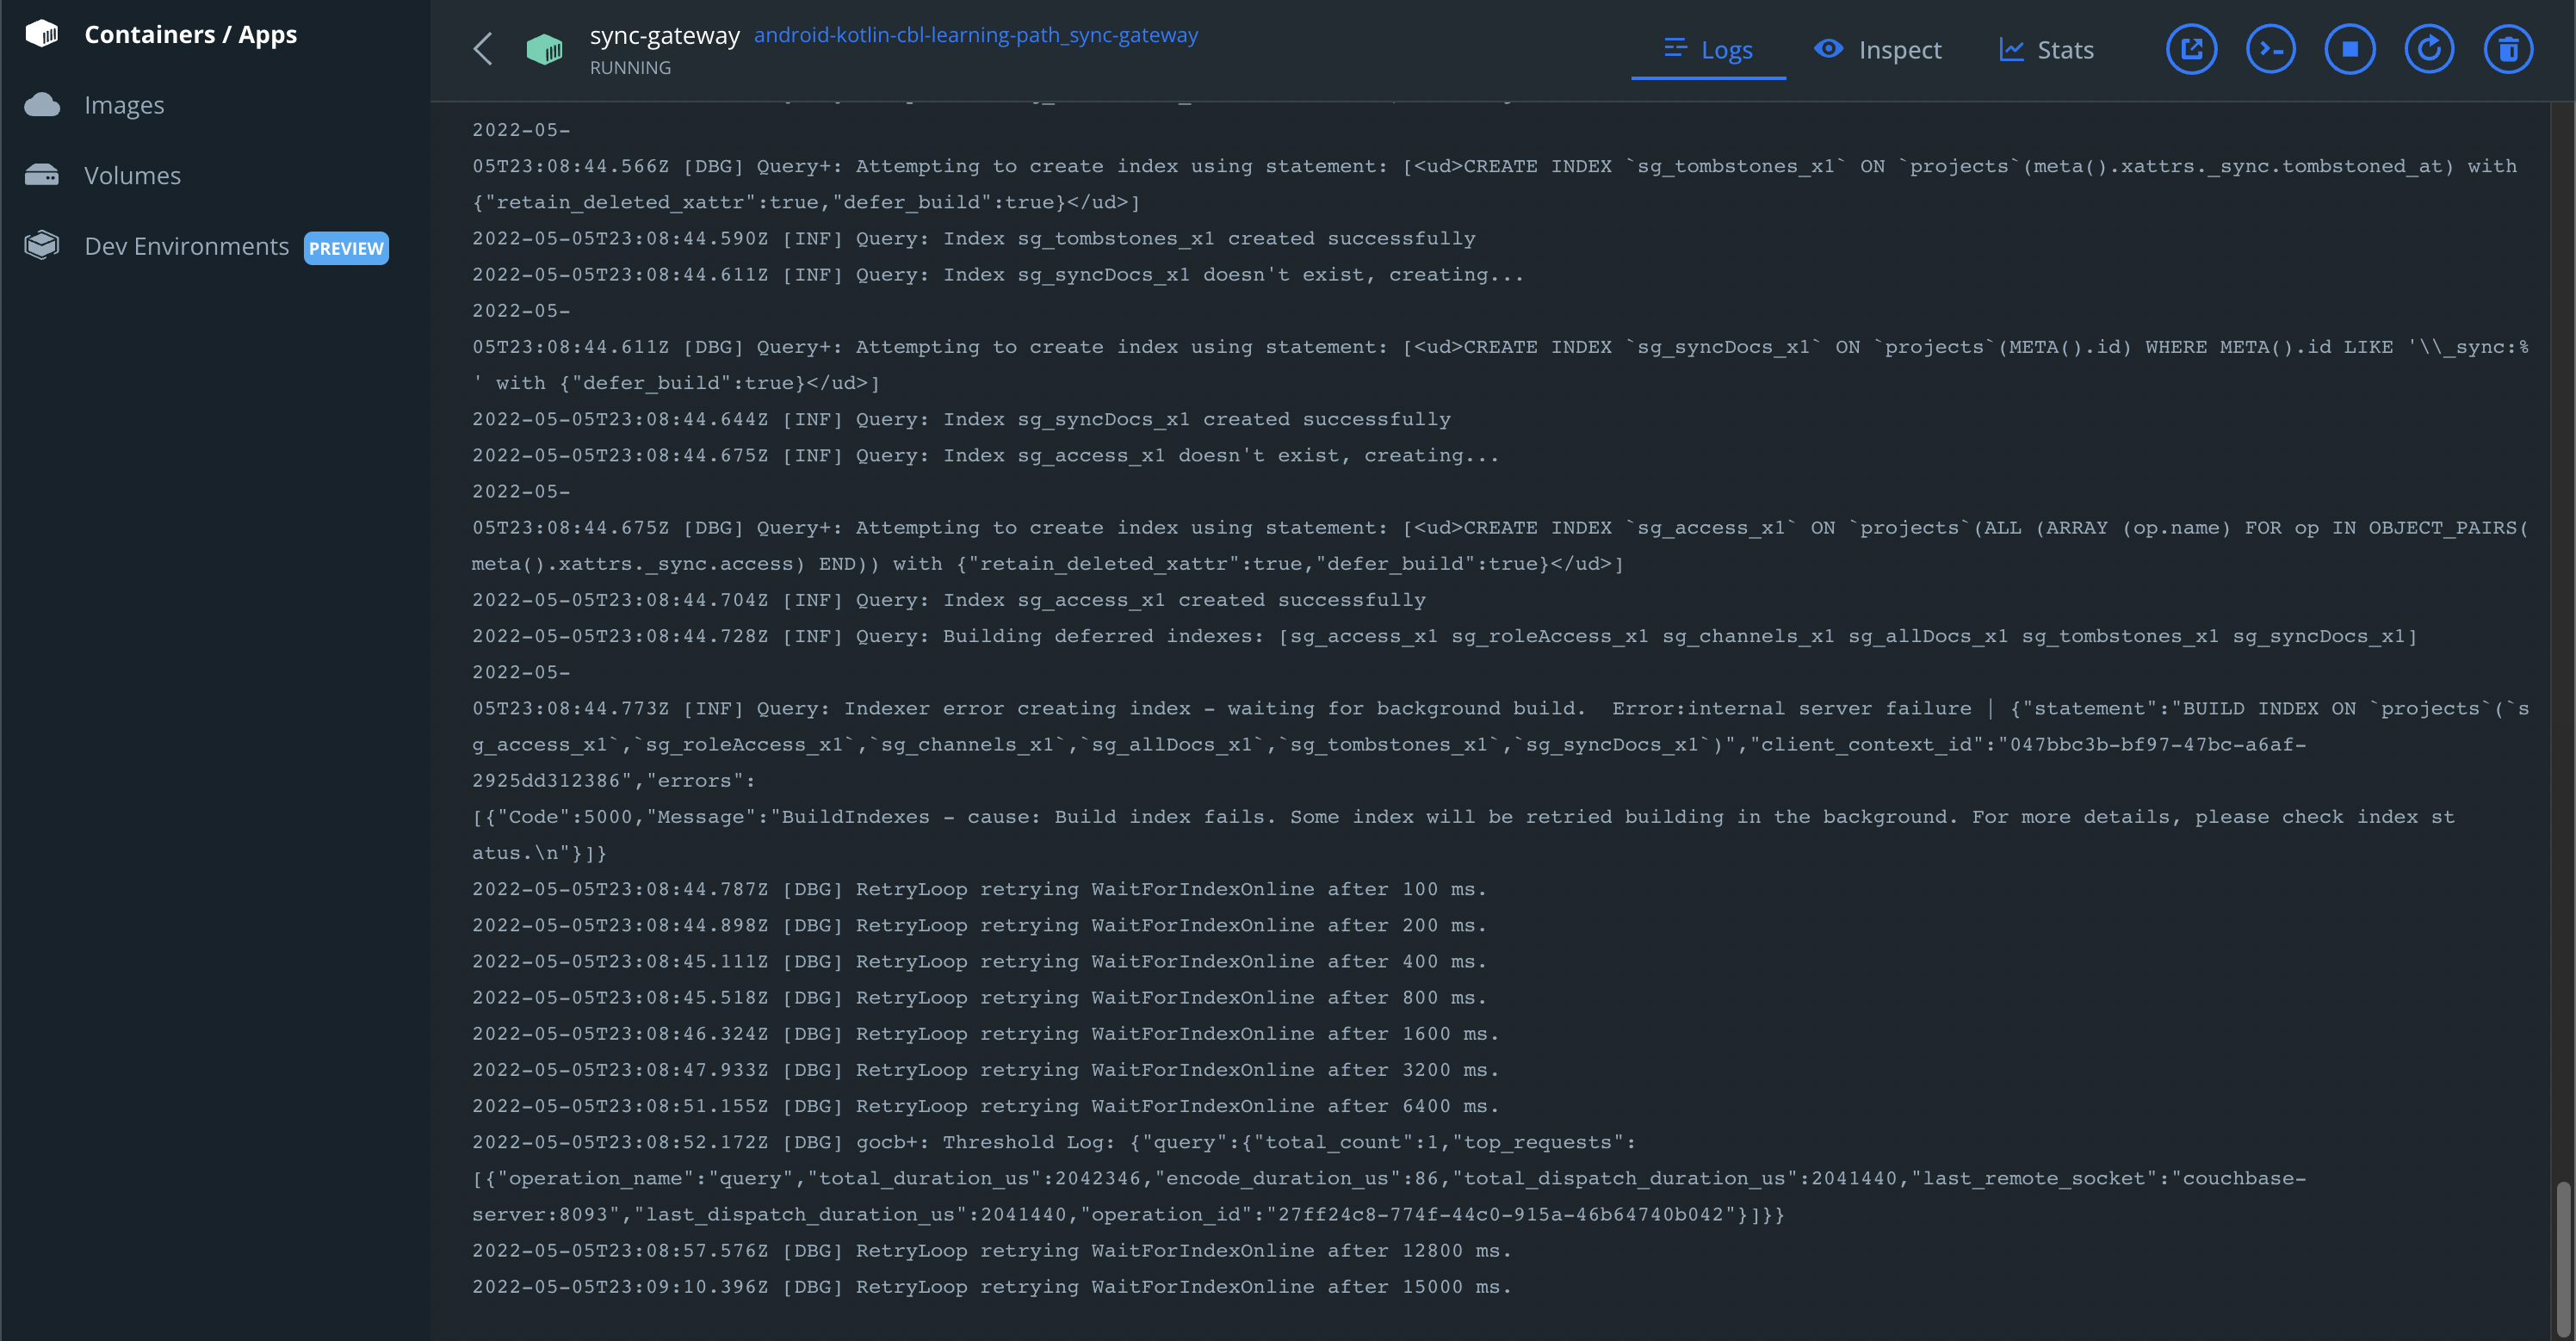 Containers / Apps
Images
Volumes
Dev Environments PREVIEW
sync-gateway android-kotlin-cbl-learning-path_sync-gateway
RUNNING
Logs
Inspect
Stats
2022-05-
05T23:08:44.566Z [DBG] Query+: Attempting to create index using statement: [<ud>CREATE INDEX `sg_tombstones_x1` ON `projects`(meta().xattrs._sync.tombstoned_at) with
{"retain_deleted_xattr":true,"defer_build":true}</ud>]
2022-05-05T23:08:44.590Z [INF] Query: Index sg_tombstones_x1 created successfully
2022-05-05T23:08:44.611Z [INF] Query: Index sg_syncDocs_x1 doesn't exist, creating...
2022-05-
05T23:08:44.611Z [DBG] Query+: Attempting to create index using statement: [<ud>CREATE INDEX `sg_syncDocs_x1` ON `projects`(META().id) WHERE META().id LIKE '\\_sync:%
' with {"defer_build":true}</ud>]
2022-05-05T23:08:44.644Z [INF] Query: Index sg_syncDocs_x1 created successfully
2022-05-05T23:08:44.675Z [INF] Query: Index sg_access_x1 doesn't exist, creating...
2022-05-
05T23:08:44.675Z [DBG] Query+: Attempting to create index using statement: [<ud>CREATE INDEX `sg_access_x1` ON `projects`(ALL (ARRAY (op.name) FOR op IN OBJECT_PAIRS(
meta().xattrs._sync.access) END)) with {"retain_deleted_xattr":true,"defer_build":true}</ud>]
2022-05-05T23:08:44.704Z [INF] Query: Index sg_access_x1 created successfully
2022-05-05T23:08:44.728Z [INF] Query: Building deferred indexes: [sg_access_x1 sg_roleAccess_x1 sg_channels_x1 sg_allDocs_x1 sg_tombstones_x1 sg_syncDocs_x1]
2022-05-
05T23:08:44.773Z [INF] Query: Indexer error creating index - waiting for background build.  Error:internal server failure | {"statement":"BUILD INDEX ON `projects`(`s
g_access_x1`,`sg_roleAccess_x1`,`sg_channels_x1`,`sg_allDocs_x1`,`sg_tombstones_x1`,`sg_syncDocs_x1`)","client_context_id":"047bbc3b-bf97-47bc-a6af-
2925dd312386","errors":
[{"Code":5000,"Message":"BuildIndexes - cause: Build index fails. Some index will be retried building in the background. For more details, please check index st
atus.\n"}]}
2022-05-05T23:08:44.787Z [DBG] RetryLoop retrying WaitForIndexOnline after 100 ms.
2022-05-05T23:08:44.898Z [DBG] RetryLoop retrying WaitForIndexOnline after 200 ms.
2022-05-05T23:08:45.111Z [DBG] RetryLoop retrying WaitForIndexOnline after 400 ms.
2022-05-05T23:08:45.518Z [DBG] RetryLoop retrying WaitForIndexOnline after 800 ms.
2022-05-05T23:08:46.324Z [DBG] RetryLoop retrying WaitForIndexOnline after 1600 ms.
2022-05-05T23:08:47.933Z [DBG] RetryLoop retrying WaitForIndexOnline after 3200 ms.
2022-05-05T23:08:51.155Z [DBG] RetryLoop retrying WaitForIndexOnline after 6400 ms.
2022-05-05T23:08:52.172Z [DBG] gocb+: Threshold Log: {"query":{"total_count":1,"top_requests":
[{"operation_name":"query","total_duration_us":2042346,"encode_duration_us":86,"total_dispatch_duration_us":2041440,"last_remote_socket":"couchbase-
server:8093","last_dispatch_duration_us":2041440,"operation_id":"27ff24c8-774f-44c0-915a-46b64740b042"}]}}
2022-05-05T23:08:57.576Z [DBG] RetryLoop retrying WaitForIndexOnline after 12800 ms.
2022-05-05T23:09:10.396Z [DBG] RetryLoop retrying WaitForIndexOnline after 15000 ms.